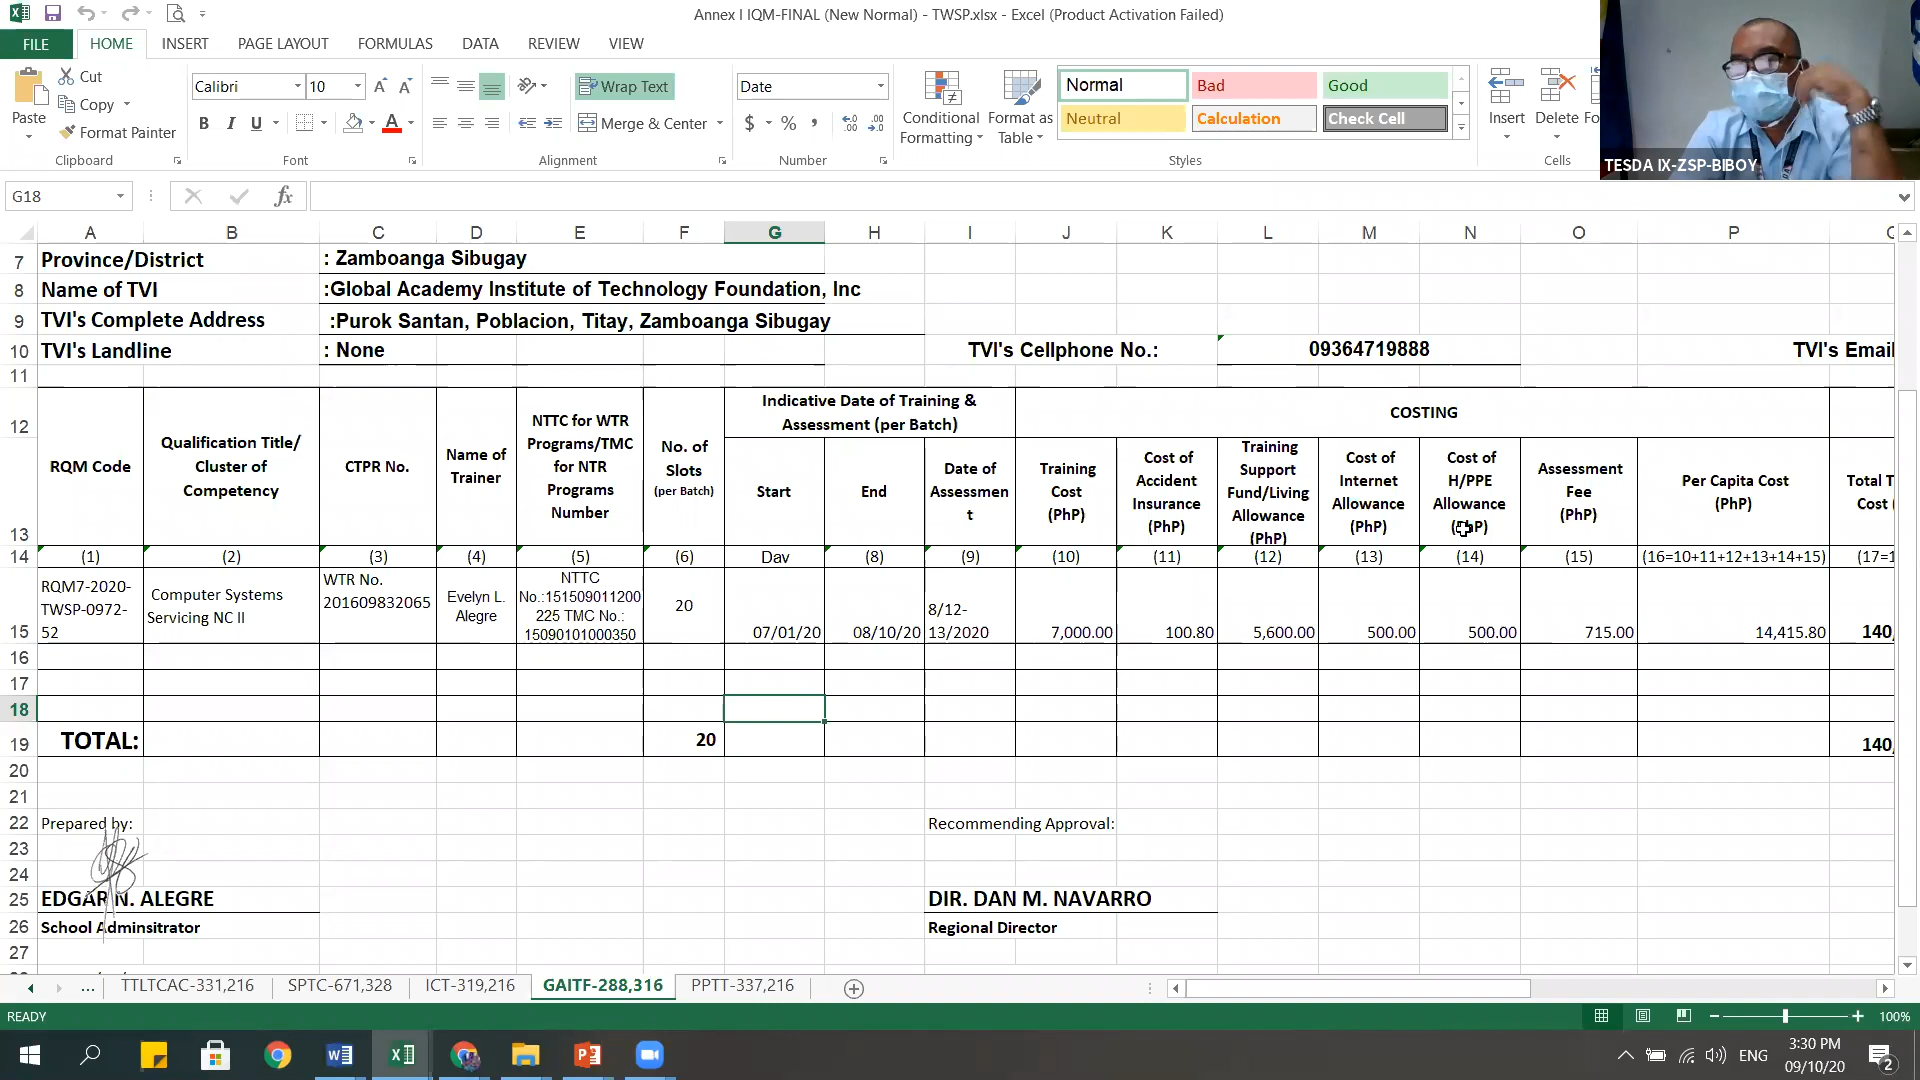 Annex I IQM-FINAL (New Normal) - TWSP.xlsx - Excel (Product Activation Failed)
FILE HOME INSERT PAGE LAYOUT FORMULAS DATA REVIEW VIEW
Cut
Copy
Format Painter
Paste
Clipboard
Calibri 10
B I U
Font
Wrap Text
Merge & Center
Alignment
Date
$ % ,
Number
Conditional Formatting
Format as Table
Normal Bad Good
Neutral Calculation Check Cell
Styles
Insert Delete
Cells
TESDA IX-ZSP-BIBOY
G18
fx
A B C D E F G H I J K L M N O P
7 Province/District : Zamboanga Sibugay
8 Name of TVI :Global Academy Institute of Technology Foundation, Inc
9 TVI's Complete Address :Purok Santan, Poblacion, Titay, Zamboanga Sibugay
10 TVI's Landline : None TVI's Cellphone No.: 09364719888 TVI's Email
11
12
13
RQM Code
Qualification Title/ Cluster of Competency
CTPR No.
Name of Trainer
NTTC for WTR Programs/TMC for NTR Programs Number
No. of Slots (per Batch)
Indicative Date of Training & Assessment (per Batch)
Start
End
Date of Assessment
COSTING
Training Cost (PhP)
Cost of Accident Insurance (PhP)
Training Support Fund/Living Allowance (PhP)
Cost of Internet Allowance (PhP)
Cost of H/PPE Allowance (PhP)
Assessment Fee (PhP)
Per Capita Cost (PhP)
Total T
Cost (
14 (1) (2) (3) (4) (5) (6) Dav (8) (9) (10) (11) (12) (13) (14) (15) (16=10+11+12+13+14+15) (17=1
15
RQM7-2020-TWSP-0972-52
Computer Systems Servicing NC II
WTR No. 201609832065
Evelyn L. Alegre
NTTC No.:151509011200225 TMC No.: 15090101000350
20
07/01/20
08/10/20
8/12-13/2020
7,000.00
100.80
5,600.00
500.00
500.00
715.00
14,415.80
140,
16
17
18
19 TOTAL: 20 140,
20
21
22 Prepared by: Recommending Approval:
23
24
25 EDGAR N. ALEGRE DIR. DAN M. NAVARRO
26 School Adminsitrator Regional Director
27
... TTLTCAC-331,216 SPTC-671,328 ICT-319,216 GAITF-288,316 PPTT-337,216
READY 100%
ENG 3:30 PM
09/10/20
2